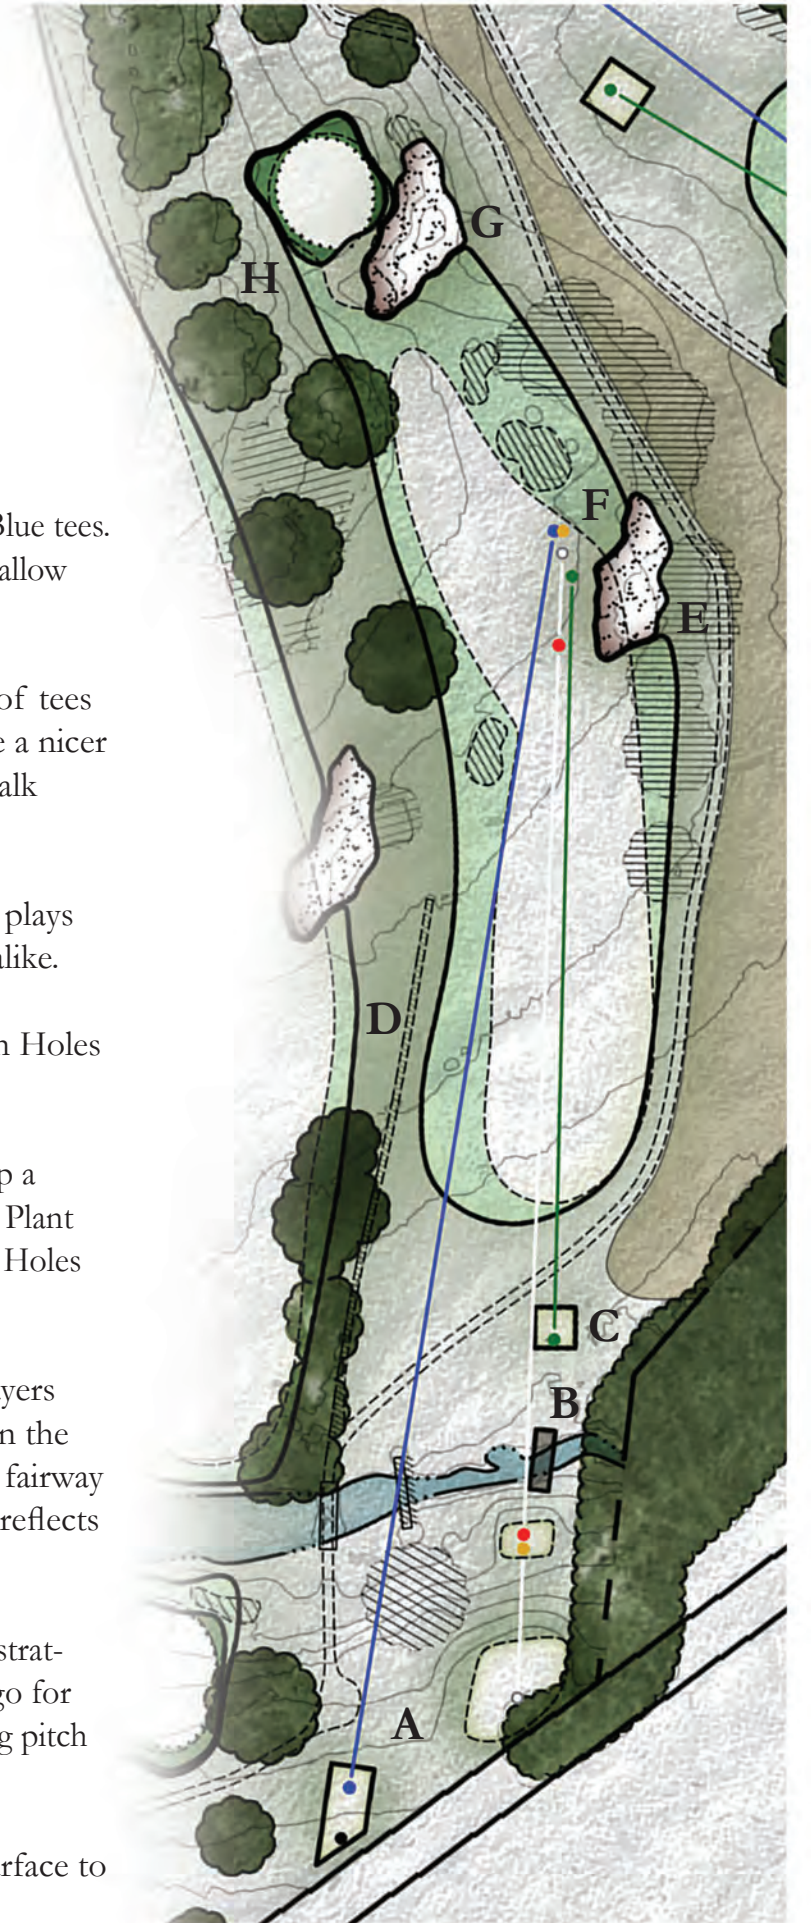 Blue tees.
allow
of tees
e a nicer
alk
plays
alike.
n Holes
p a
Plant
Holes
ayers
n the
fairway
reflects
strat-
go for
g pitch
rface to
G
H
F
E
D
C
B
A